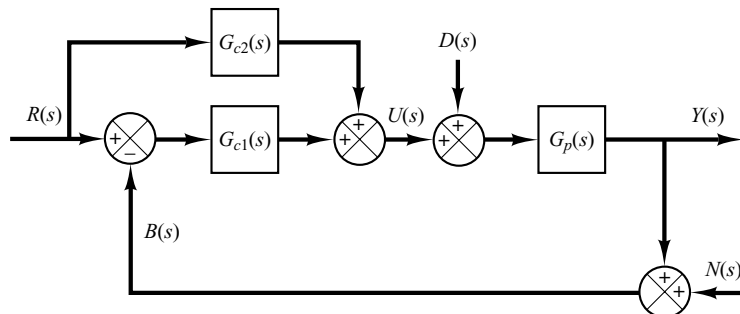 G_{c2}(s)
D(s)
R(s)
U(s)
Y(s)
+
−
G_{c1}(s)
+
+
+
+
G_p(s)
B(s)
N(s)
+
+